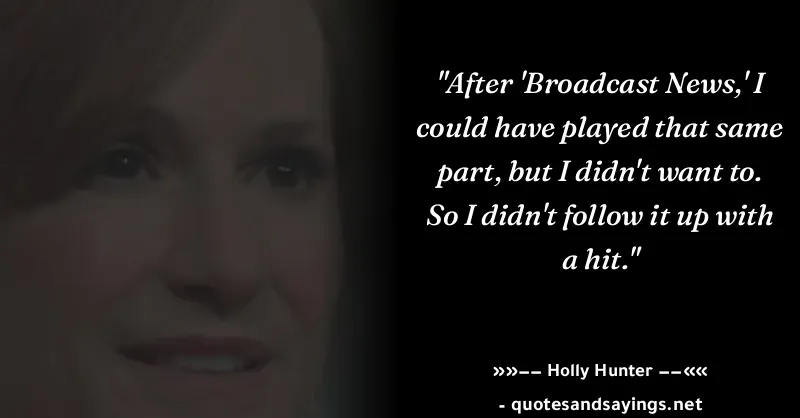 "After 'Broadcast News,' I
could have played that same
part, but I didn't want to.
So I didn't follow it up with
a hit."
»»−− Holly Hunter −−««
- quotesandsayings.net